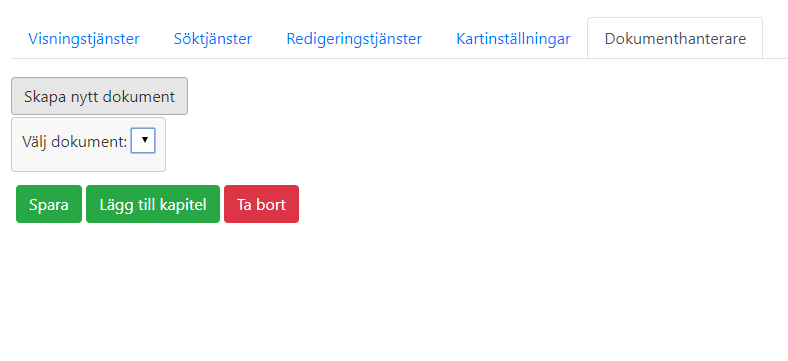 Visningstjänster Söktjänster Redigeringstjänster Kartinställningar Dokumenthanterare
Skapa nytt dokument
Välj dokument:
Spara Lägg till kapitel Ta bort